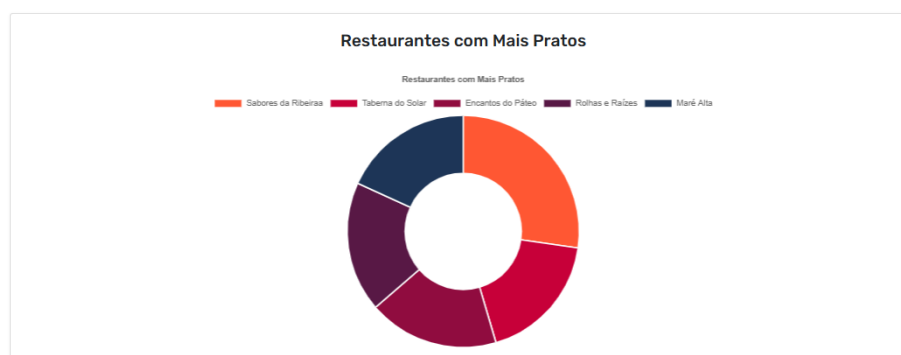 Restaurantes com Mais Pratos
Restaurantes com Mais Pratos
Sabores da Ribeiraa Taberna do Solar Encantos do Páteo Rolhas e Raízes Maré Alta